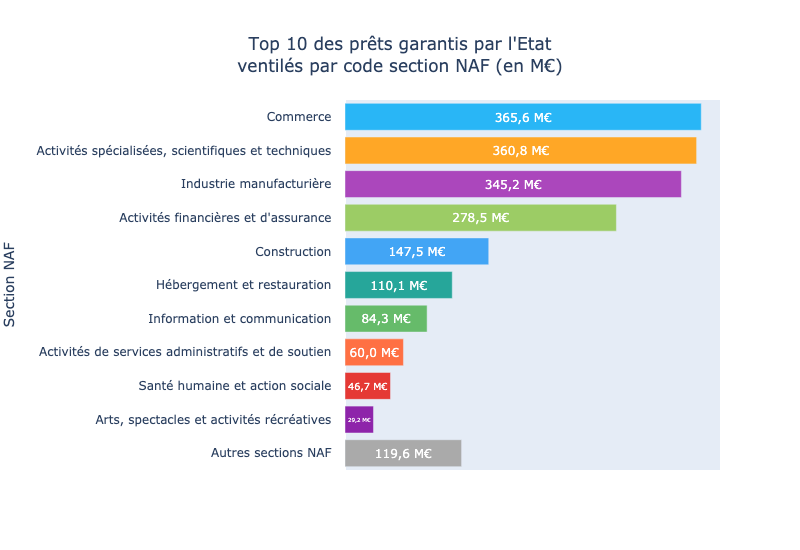 Top 10 des prêts garantis par l'Etat
ventilés par code section NAF (en M€)
Section NAF
Commerce 365,6 M€
Activités spécialisées, scientifiques et techniques 360,8 M€
Industrie manufacturière 345,2 M€
Activités financières et d'assurance 278,5 M€
Construction 147,5 M€
Hébergement et restauration 110,1 M€
Information et communication 84,3 M€
Activités de services administratifs et de soutien 60,0 M€
Santé humaine et action sociale 46,7 M€
Arts, spectacles et activités récréatives 29,2 M€
Autres sections NAF 119,6 M€